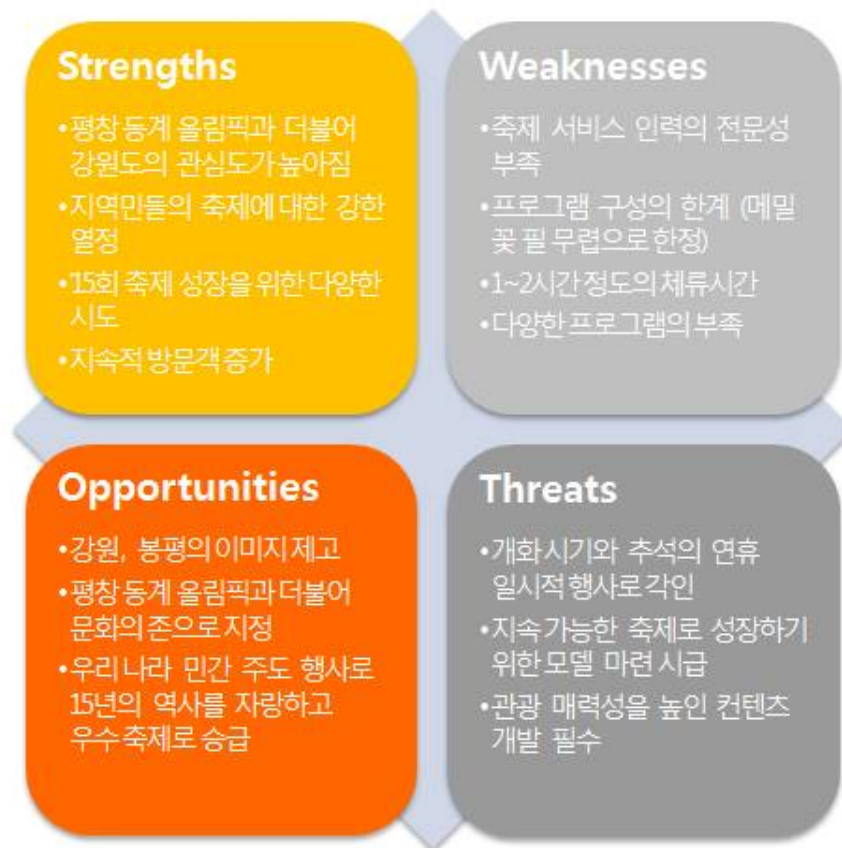 Strengths
•평창 동계 올림픽과 더불어
강원도의 관심도가 높아짐
•지역민들의 축제에 대한 강한
열정
•'15회 축제 성장을 위한 다양한
시도
•지속적 방문객 증가
Weaknesses
•축제 서비스 인력의 전문성
부족
•프로그램 구성의 한계 (메밀
꽃 필 무렵으로 한정)
•1~2시간 정도의 체류시간
•다양한 프로그램의 부족
Opportunities
•강원, 봉평의 이미지 제고
•평창 동계 올림픽과 더불어
문화의 존으로 지정
•우리 나라 민간 주도 행사로
15년의 역사를 자랑하고
우수 축제로 승급
Threats
•개화 시기와 추석의 연휴
일시적 행사로 각인
•지속 가능한 축제로 성장하기
위한 모델 마련 시급
•관광 매력성을 높인 컨텐츠
개발 필수